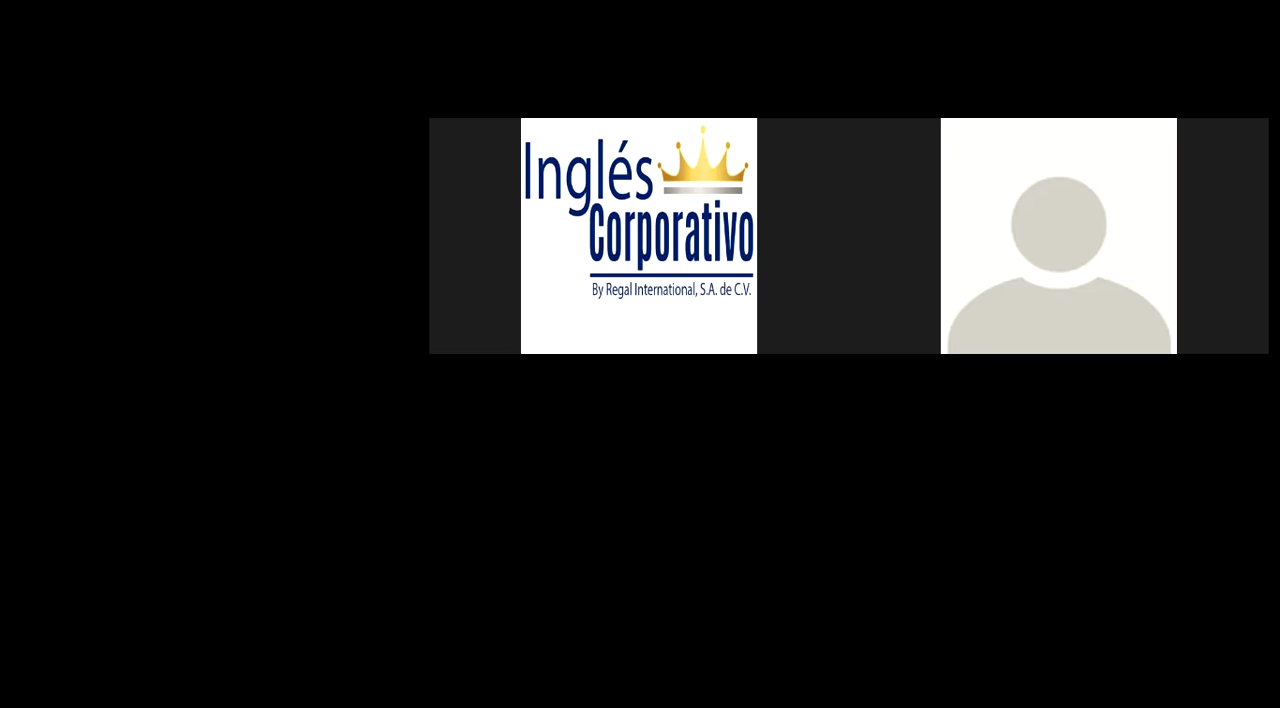 Inglés
Corporativo
By Regal International, S.A. de C.V.